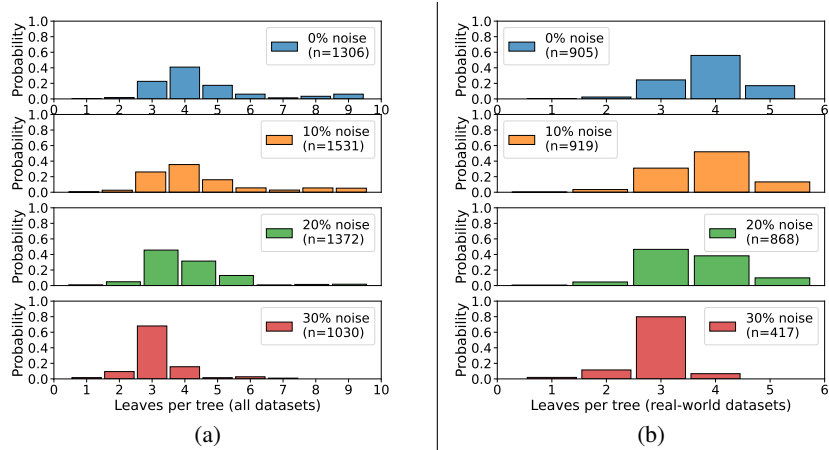 1.0
0.8
0.6
0.4
0.2
0.0
Probability
0% noise
(n=1306)
0 1 2 3 4 5 6 7 8 9 10
1.0
0.8
0.6
0.4
0.2
0.0
Probability
10% noise
(n=1531)
1.0
0.8
0.6
0.4
0.2
0.0
Probability
20% noise
(n=1372)
1.0
0.8
0.6
0.4
0.2
0.0
Probability
30% noise
(n=1030)
0 1 2 3 4 5 6 7 8 9 10
Leaves per tree (all datasets)
(a)
1.0
0.8
0.6
0.4
0.2
0.0
Probability
0% noise
(n=905)
0 1 2 3 4 5 6
1.0
0.8
0.6
0.4
0.2
0.0
Probability
10% noise
(n=919)
1.0
0.8
0.6
0.4
0.2
0.0
Probability
20% noise
(n=868)
1.0
0.8
0.6
0.4
0.2
0.0
Probability
30% noise
(n=417)
0 1 2 3 4 5 6
Leaves per tree (real-world datasets)
(b)